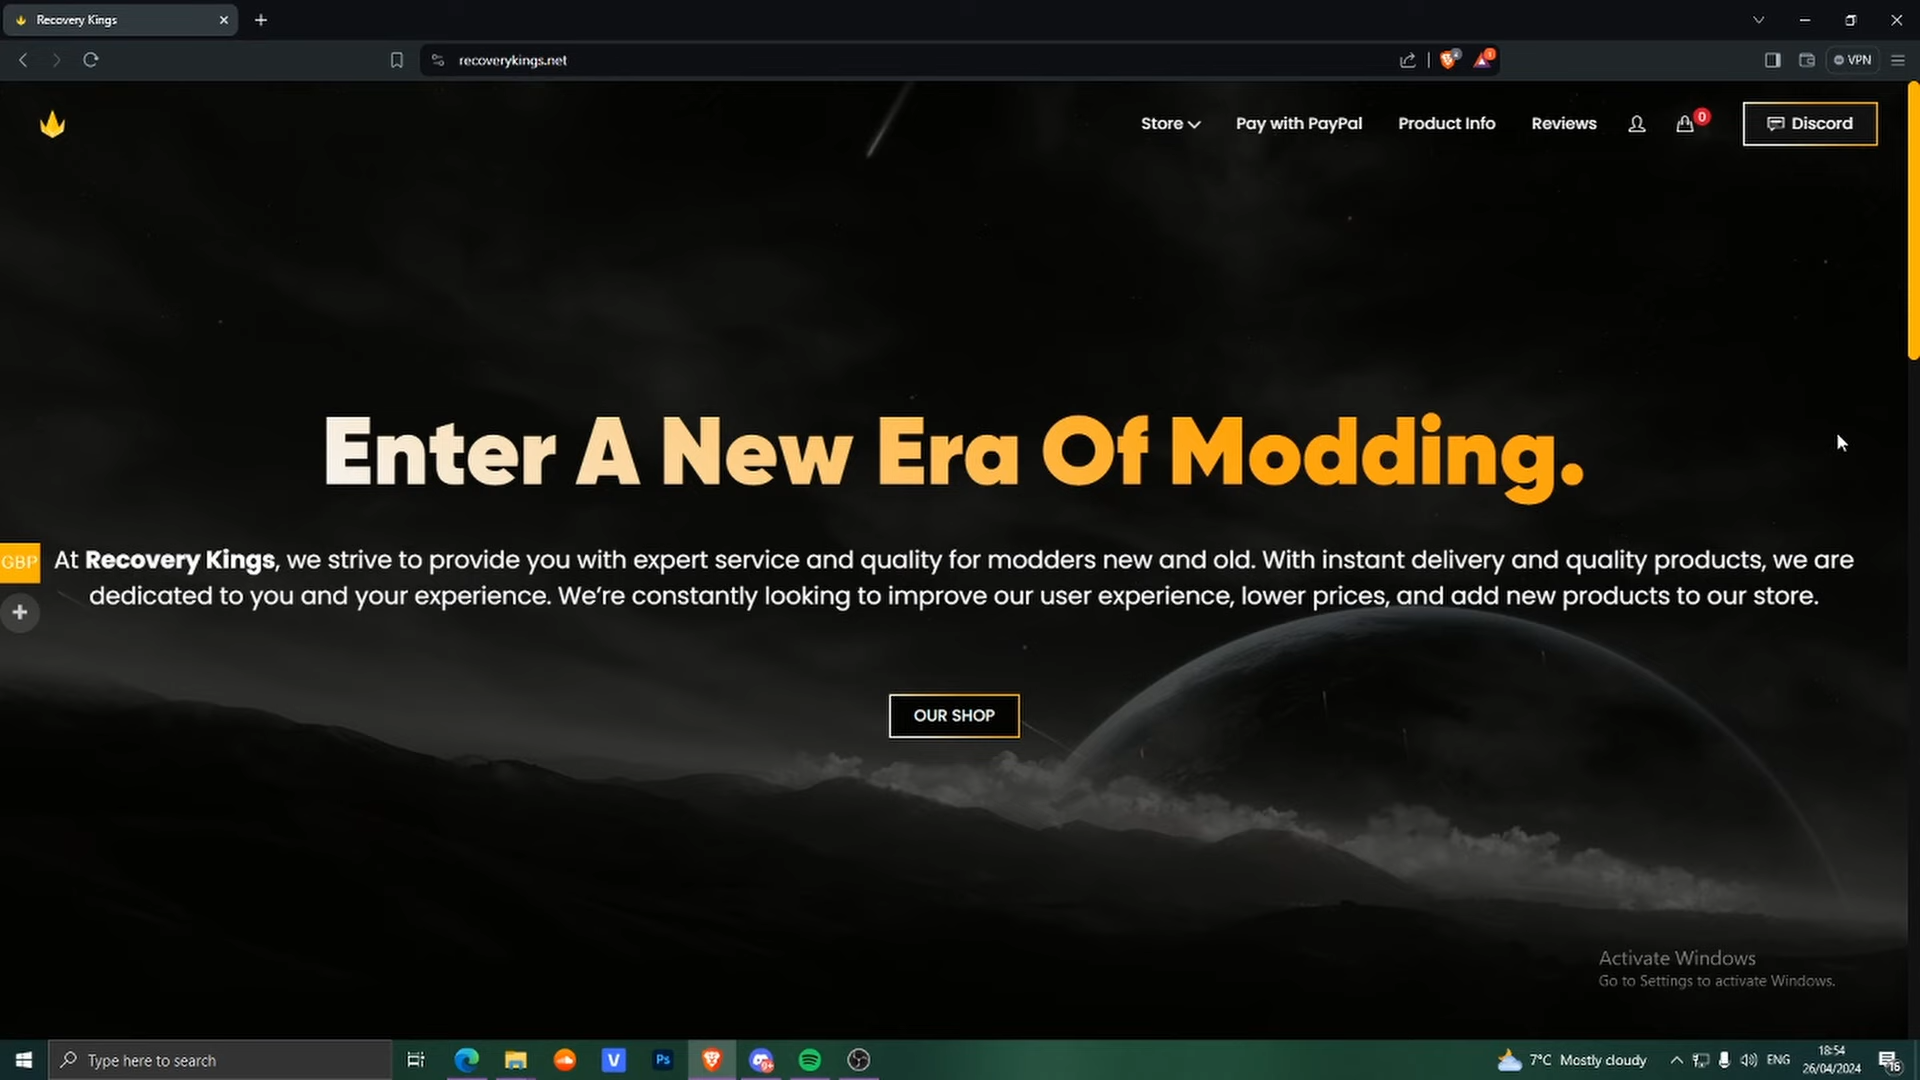 Recovery Kings
recoverykings.net
VPN
Store
Pay with PayPal
Product Info
Reviews
0
Discord
Enter A New Era Of Modding.
GBP
At Recovery Kings, we strive to provide you with expert service and quality for modders new and old. With instant delivery and quality products, we are
dedicated to you and your experience. We’re constantly looking to improve our user experience, lower prices, and add new products to our store.
OUR SHOP
Activate Windows
Go to Settings to activate Windows.
Type here to search
V
Ps
7°C Mostly cloudy
ENG
18:54
26/04/2024
16